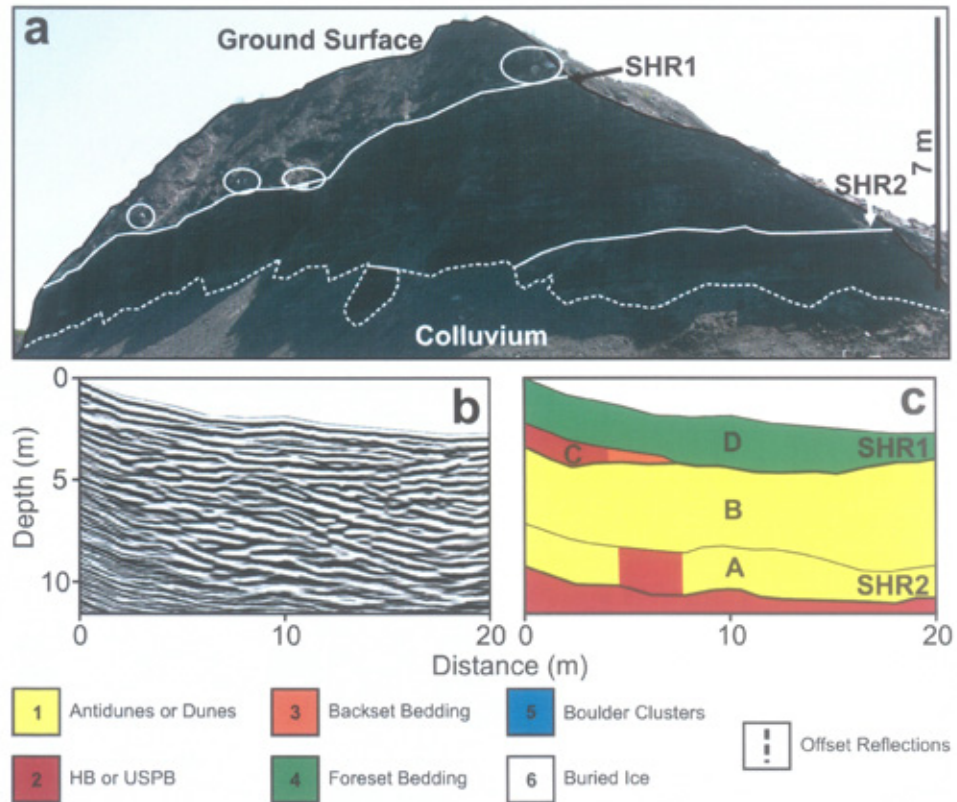 a
Ground Surface
SHR1
7 m
SHR2
Colluvium
0
5
10
Depth (m)
b
0
10
20
c
D
SHR1
C
B
A
SHR2
0
10
20
Distance (m)
1 Antidunes or Dunes
3 Backset Bedding
5 Boulder Clusters
Offset Reflections
2 HB or USPB
4 Foreset Bedding
6 Buried Ice